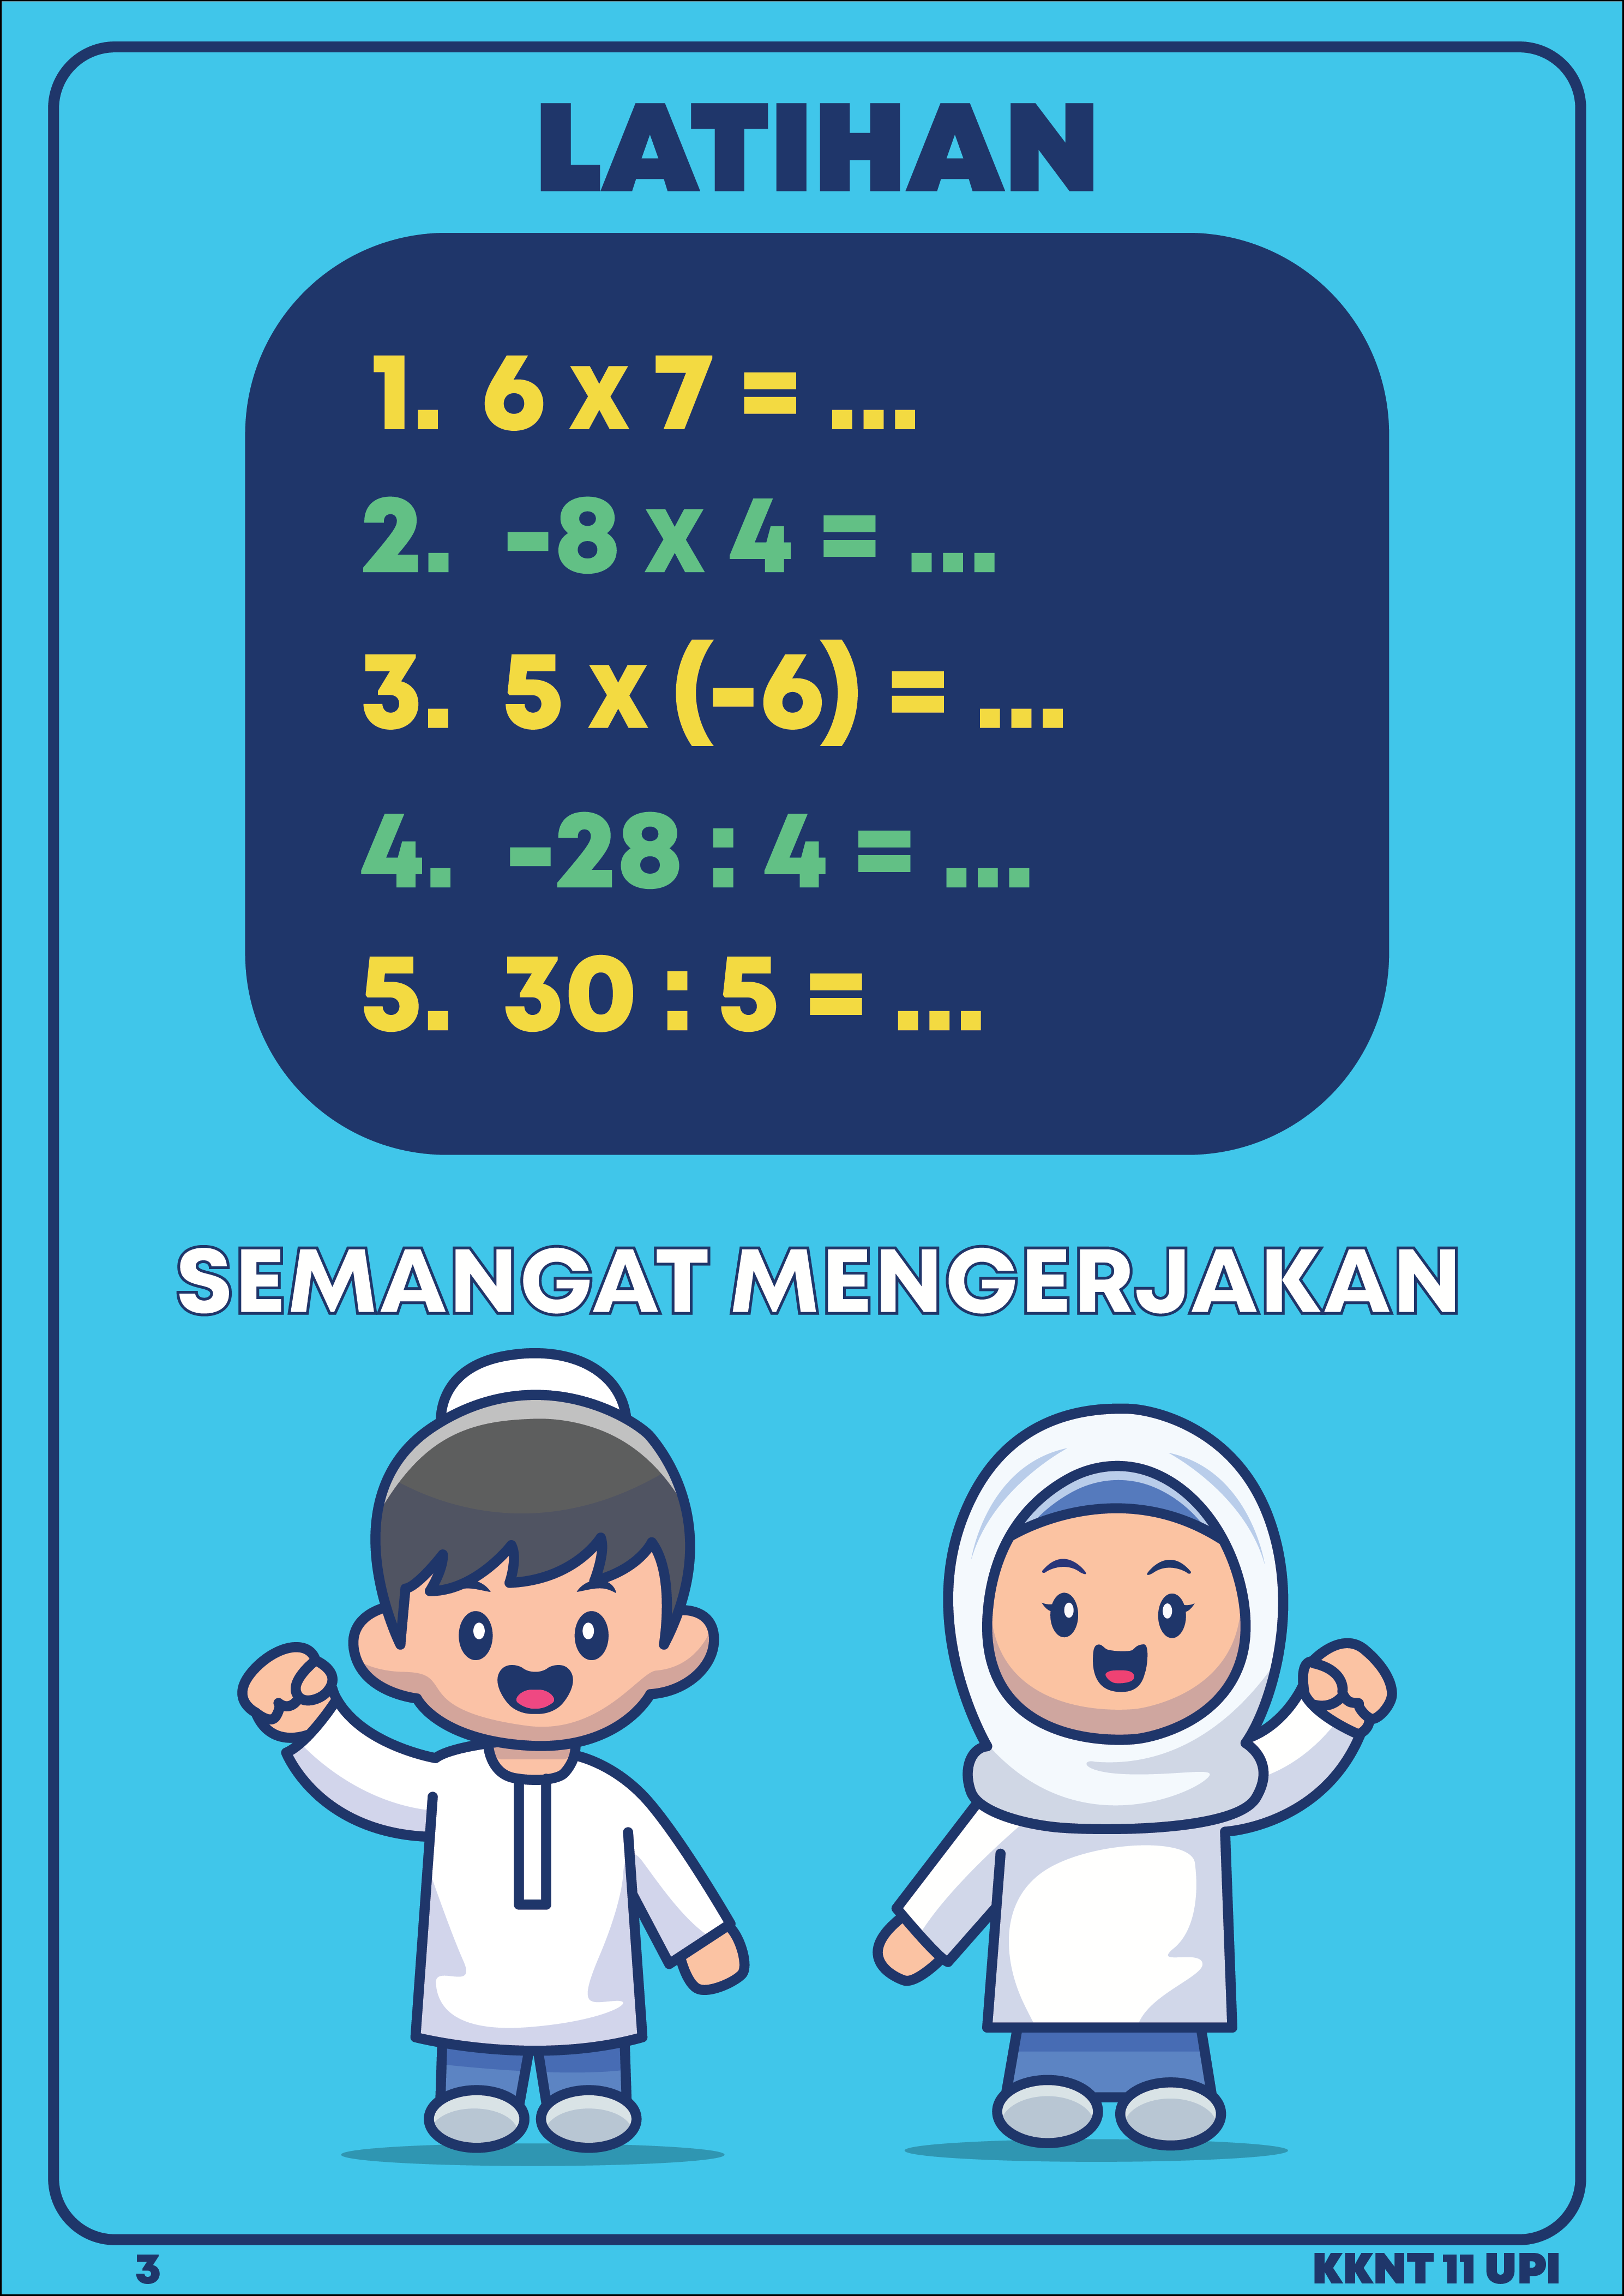 LATIHAN
1. 6 x 7 = ...
2. -8 x 4 = ...
3. 5 x (-6) = ...
4. -28 : 4 = ...
5. 30 : 5 = ...
SEMANGAT MENGERJAKAN
3
KKNT 11 UPI